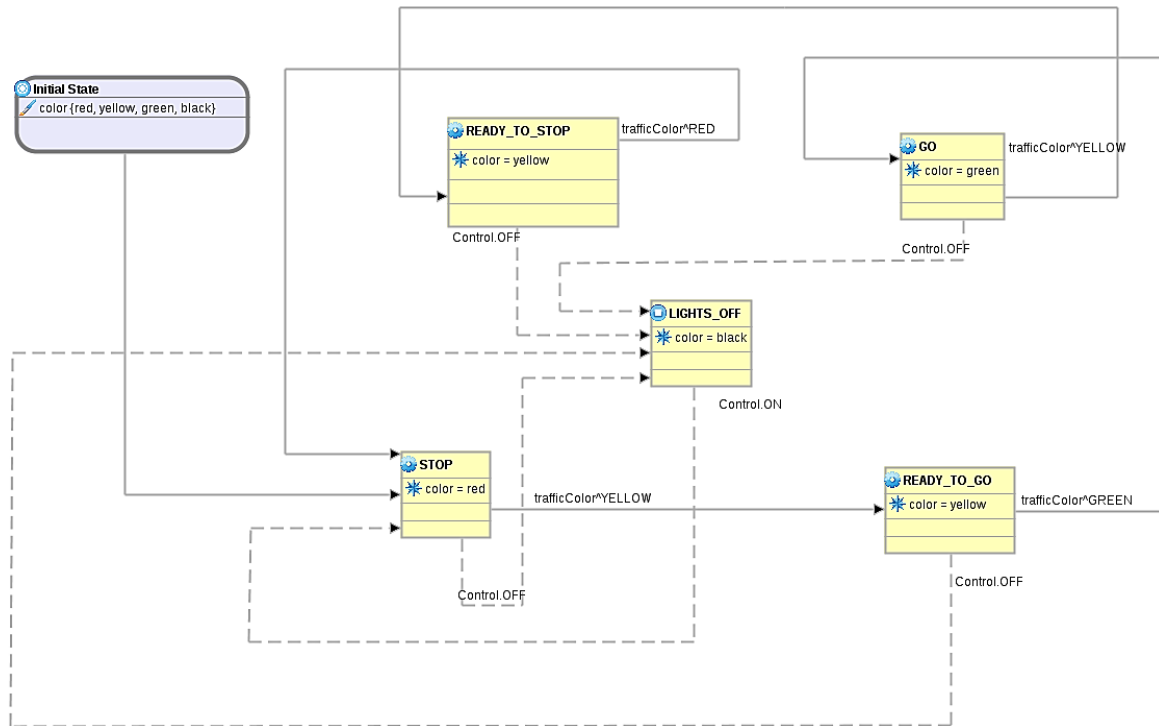 Initial State
color {red, yellow, green, black}
READY_TO_STOP
color = yellow
trafficColor^RED
Control.OFF
GO
color = green
trafficColor^YELLOW
Control.OFF
LIGHTS_OFF
color = black
Control.ON
STOP
color = red
trafficColor^YELLOW
Control.OFF
READY_TO_GO
color = yellow
trafficColor^GREEN
Control.OFF